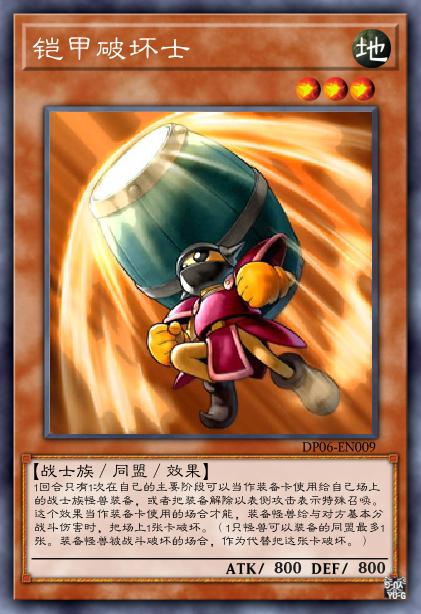 铠甲破坏士
地
DP06-EN009
【战士族／同盟／效果】
1回合只有1次在自己的主要阶段可以当作装备卡使用给自己场上
的战士族怪兽装备，或者把装备解除以表侧攻击表示特殊召唤。
这个效果当作装备卡使用的场合才能，装备怪兽给与对方基本分
战斗伤害时，把场上1张卡破坏。（1只怪兽可以装备的同盟最多1
张。装备怪兽被战斗破坏的场合，作为代替把这张卡破坏。）
ATK/ 800 DEF/ 800